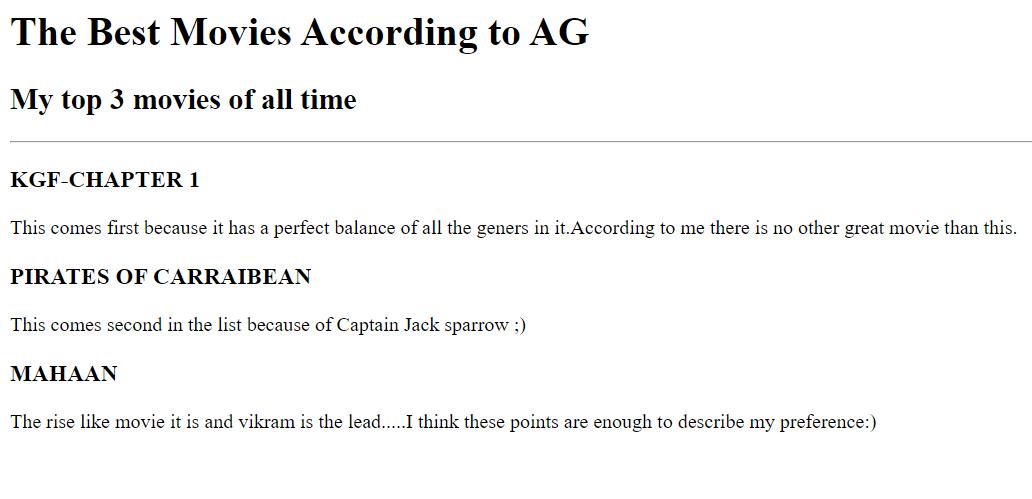 The Best Movies According to AG
My top 3 movies of all time
KGF-CHAPTER 1
This comes first because it has a perfect balance of all the geners in it.According to me there is no other great movie than this.
PIRATES OF CARRAIBEAN
This comes second in the list because of Captain Jack sparrow ;)
MAHAAN
The rise like movie it is and vikram is the lead.....I think these points are enough to describe my preference:)